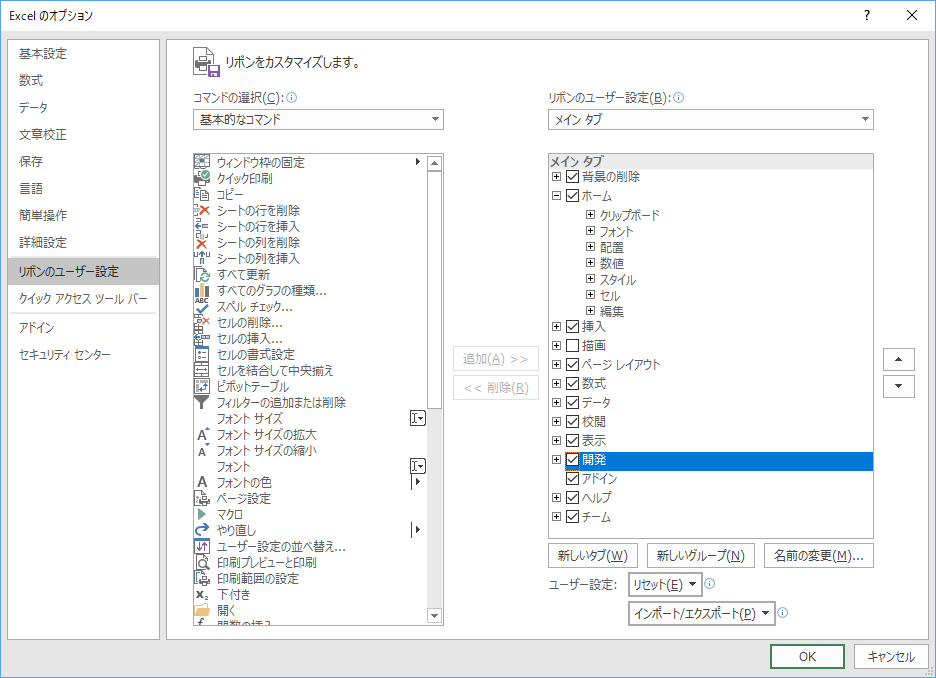 Excel のオプション
?
基本設定
数式
データ
文章校正
保存
言語
簡単操作
詳細設定
リボンのユーザー設定
クイック アクセス ツール バー
アドイン
セキュリティ センター
リボンをカスタマイズします。
コマンドの選択(C):
基本的なコマンド
ウィンドウ枠の固定
クイック印刷
コピー
シートの行を削除
シートの行を挿入
シートの列を削除
シートの列を挿入
すべて更新
すべてのグラフの種類...
スペル チェック...
セルの削除...
セルの挿入...
セルの書式設定
セルを結合して中央揃え
ピボットテーブル
フィルターの追加または削除
フォント サイズ
フォント サイズの拡大
フォント サイズの縮小
フォント
フォントの色
ページ設定
マクロ
やり直し
ユーザー設定の並べ替え...
印刷プレビューと印刷
印刷範囲の設定
下付き
開く
関数の挿入
追加(A) >>
<< 削除(R)
リボンのユーザー設定(B):
メイン タブ
メイン タブ
背景の削除
ホーム
クリップボード
フォント
配置
数値
スタイル
セル
編集
挿入
描画
ページ レイアウト
数式
データ
校閲
表示
開発
アドイン
ヘルプ
チーム
新しいタブ(W)
新しいグループ(N)
名前の変更(M)...
ユーザー設定:
リセット(E)
インポート/エクスポート(P)
OK
キャンセル